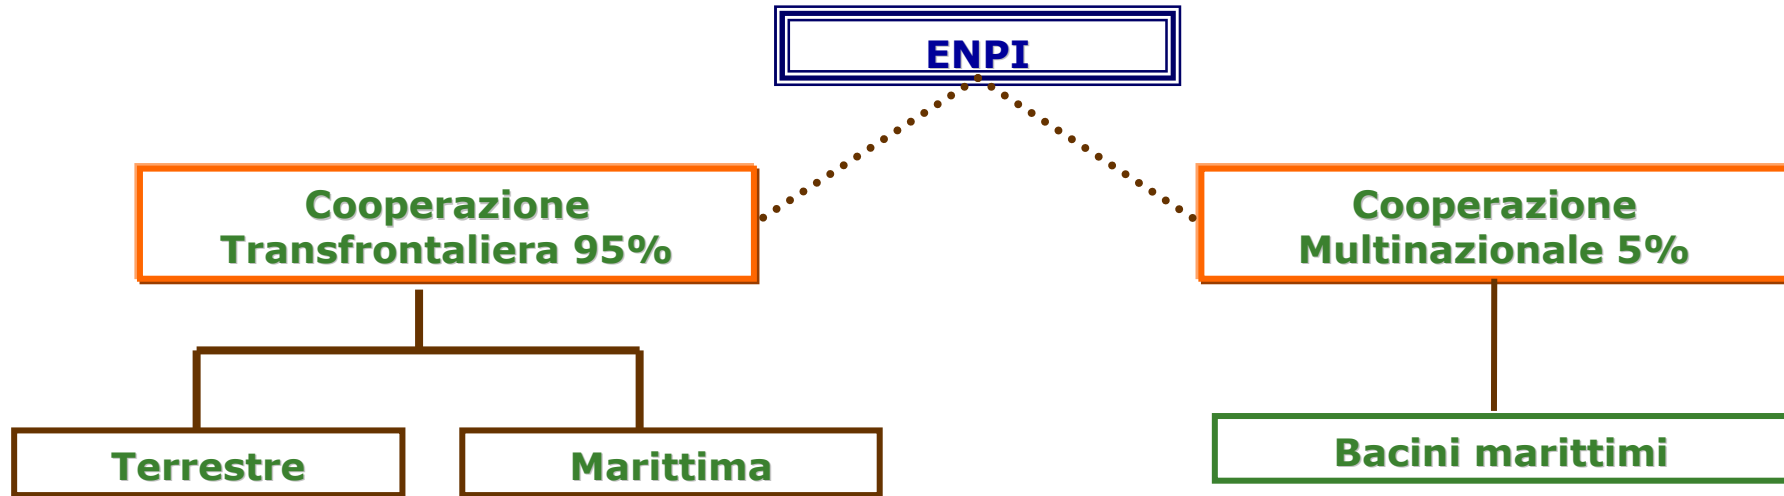 ENPI
Cooperazione
Transfrontaliera 95%
Cooperazione
Multinazionale 5%
Terrestre
Marittima
Bacini marittimi